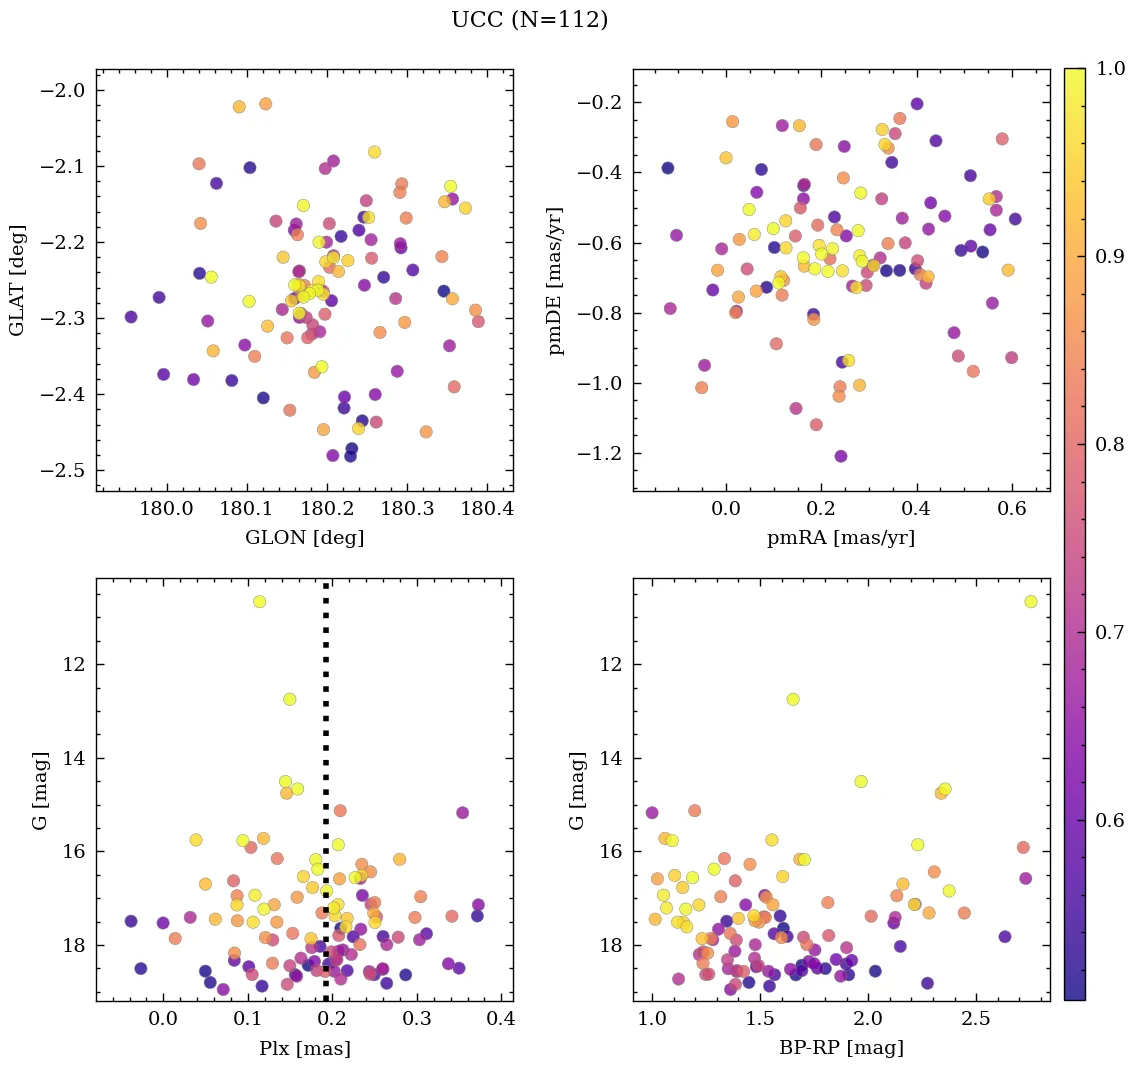 UCC (N=112)
−2.0
−2.1
−2.2
−2.3
−2.4
−2.5
GLAT [deg]
180.0 180.1 180.2 180.3 180.4
GLON [deg]
−0.2
−0.4
−0.6
−0.8
−1.0
−1.2
pmDE [mas/yr]
0.0 0.2 0.4 0.6
pmRA [mas/yr]
1.0
0.9
0.8
0.7
0.6
12
14
16
18
G [mag]
0.0 0.1 0.2 0.3 0.4
Plx [mas]
12
14
16
18
G [mag]
1.0 1.5 2.0 2.5
BP-RP [mag]